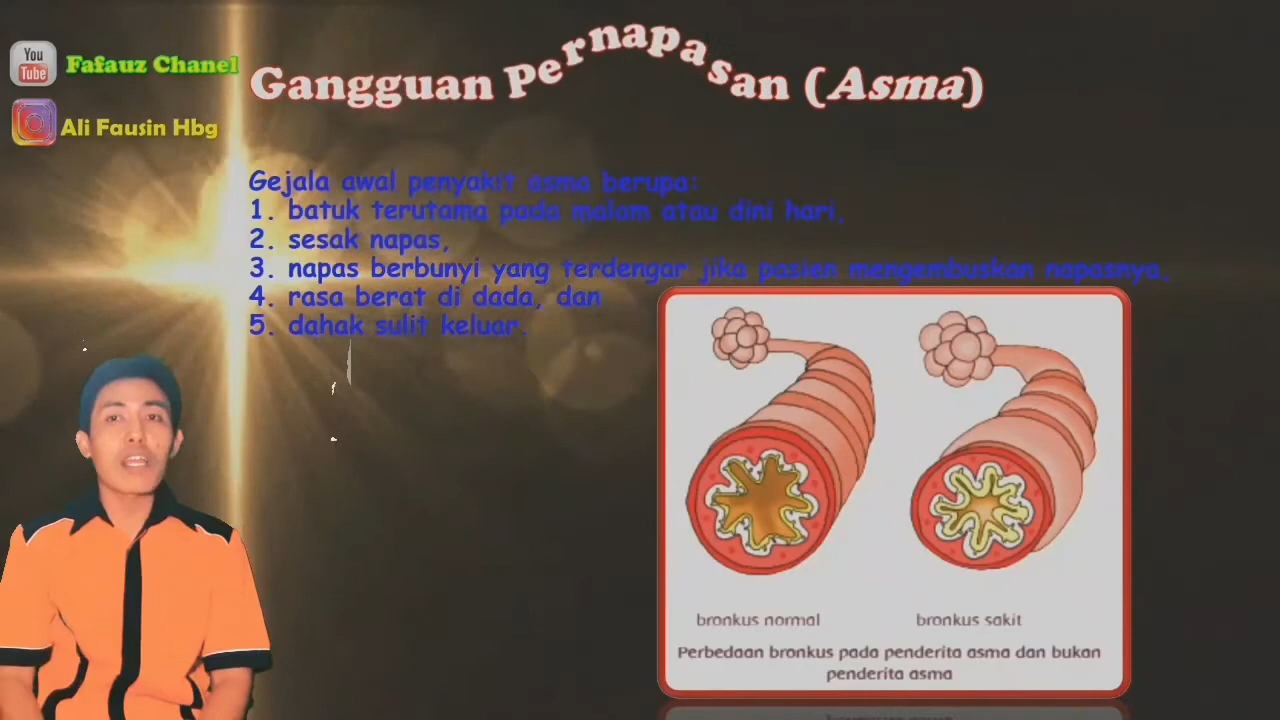 You
Tube
Fafauz Chanel
Ali Fausin Hbg
Gangguan Pernapasan (Asma)
Gejala awal penyakit asma berupa:
1. batuk terutama pada malam atau dini hari,
2. sesak napas,
3. napas berbunyi yang terdengar jika pasien mengembuskan napasnya,
4. rasa berat di dada, dan
5. dahak sulit keluar.
bronkus normal
bronkus sakit
Perbedaan bronkus pada penderita asma dan bukan
penderita asma